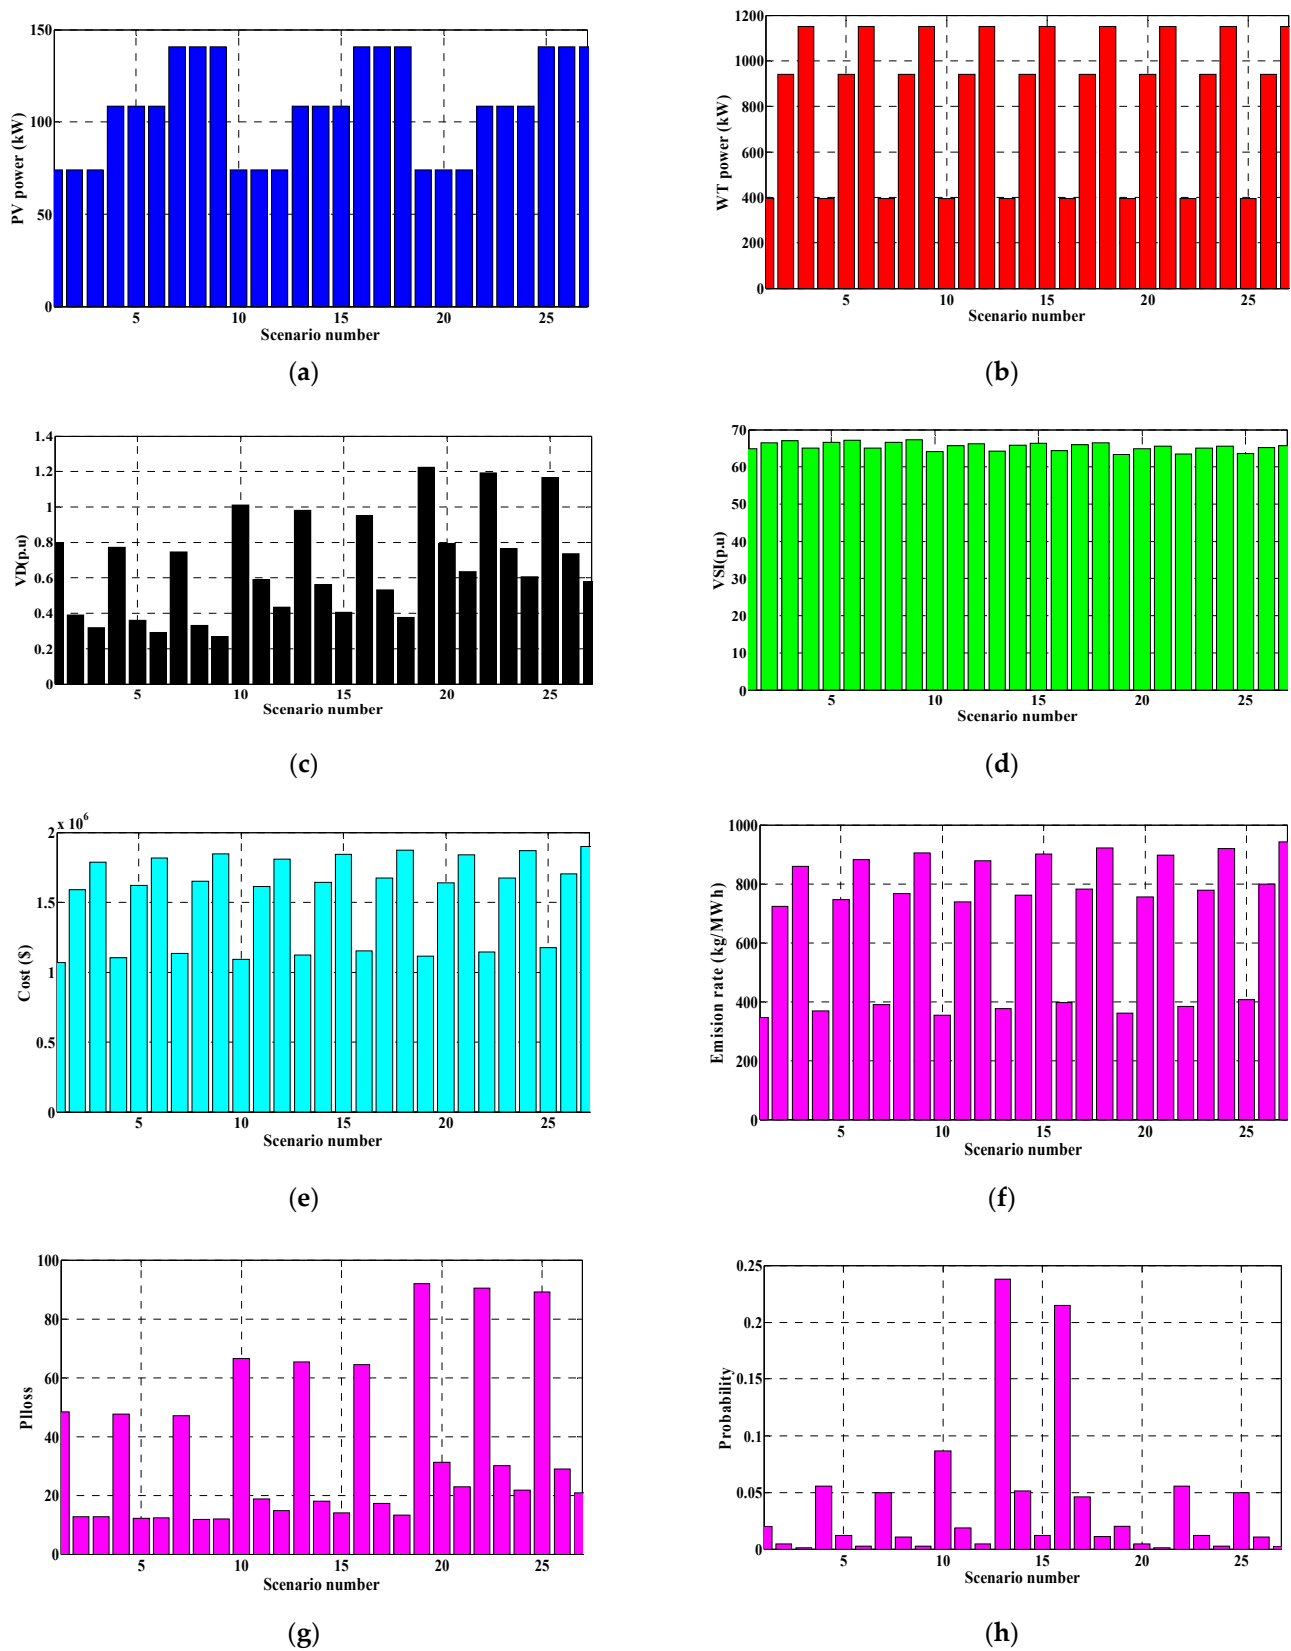 150
100
50
0
PV power (kW)
5 10 15 20 25
Scenario number
(a)
1200
1000
800
600
400
200
0
WT power (kW)
5 10 15 20 25
Scenario number
(b)
1.4
1.2
1
0.8
0.6
0.4
0.2
0
VD(p.u)
5 10 15 20 25
Scenario number
(c)
70
60
50
40
30
20
10
0
VSI(p.u)
5 10 15 20 25
Scenario number
(d)
x 10^6
2
1.5
1
0.5
0
Cost ($)
5 10 15 20 25
Scenario number
(e)
1000
800
600
400
200
0
Emision rate (kg/MWh)
5 10 15 20 25
Scenario number
(f)
100
80
60
40
20
0
Plloss
5 10 15 20 25
Scenario number
(g)
0.25
0.2
0.15
0.1
0.05
0
Probability
5 10 15 20 25
Scenario number
(h)